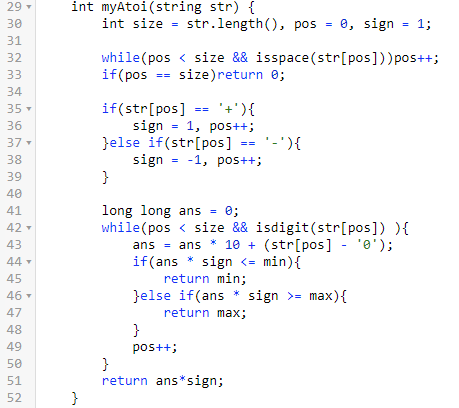 29 int myAtoi(string str) {
30 int size = str.length(), pos = 0, sign = 1;
31
32 while(pos < size && isspace(str[pos]))pos++;
33 if(pos == size)return 0;
34
35 if(str[pos] == '+'){
36 sign = 1, pos++;
37 }else if(str[pos] == '-'){
38 sign = -1, pos++;
39 }
40
41 long long ans = 0;
42 while(pos < size && isdigit(str[pos]) ){
43 ans = ans * 10 + (str[pos] - '0');
44 if(ans * sign <= min){
45 return min;
46 }else if(ans * sign >= max){
47 return max;
48 }
49 pos++;
50 }
51 return ans*sign;
52 }